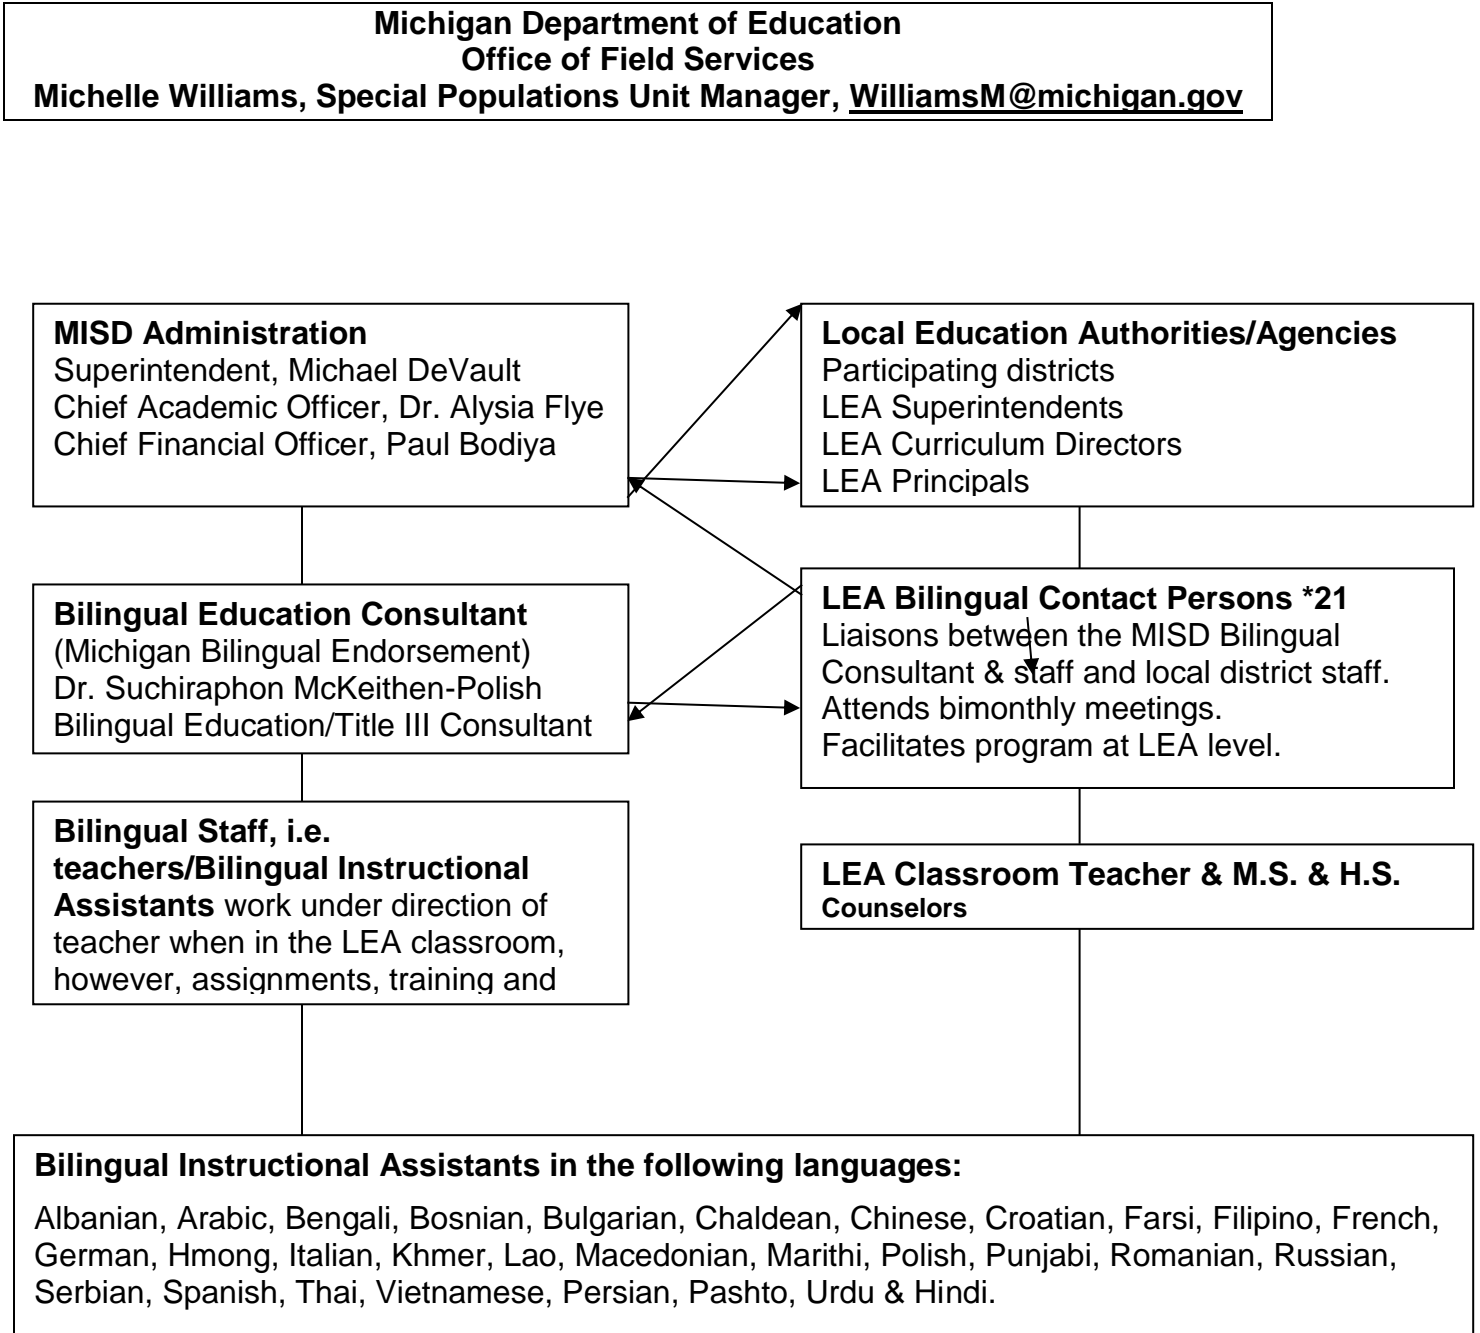 Michigan Department of Education
Office of Field Services
Michelle Williams, Special Populations Unit Manager, WilliamsM@michigan.gov
MISD Administration
Superintendent, Michael DeVault
Chief Academic Officer, Dr. Alysia Flye
Chief Financial Officer, Paul Bodiya
Local Education Authorities/Agencies
Participating districts
LEA Superintendents
LEA Curriculum Directors
LEA Principals
Bilingual Education Consultant
(Michigan Bilingual Endorsement)
Dr. Suchiraphon McKeithen-Polish
Bilingual Education/Title III Consultant
LEA Bilingual Contact Persons *21
Liaisons between the MISD Bilingual
Consultant & staff and local district staff.
Attends bimonthly meetings.
Facilitates program at LEA level.
Bilingual Staff, i.e.
teachers/Bilingual Instructional
Assistants work under direction of
teacher when in the LEA classroom,
however, assignments, training and
LEA Classroom Teacher & M.S. & H.S.
Counselors
Bilingual Instructional Assistants in the following languages:
Albanian, Arabic, Bengali, Bosnian, Bulgarian, Chaldean, Chinese, Croatian, Farsi, Filipino, French,
German, Hmong, Italian, Khmer, Lao, Macedonian, Marithi, Polish, Punjabi, Romanian, Russian,
Serbian, Spanish, Thai, Vietnamese, Persian, Pashto, Urdu & Hindi.